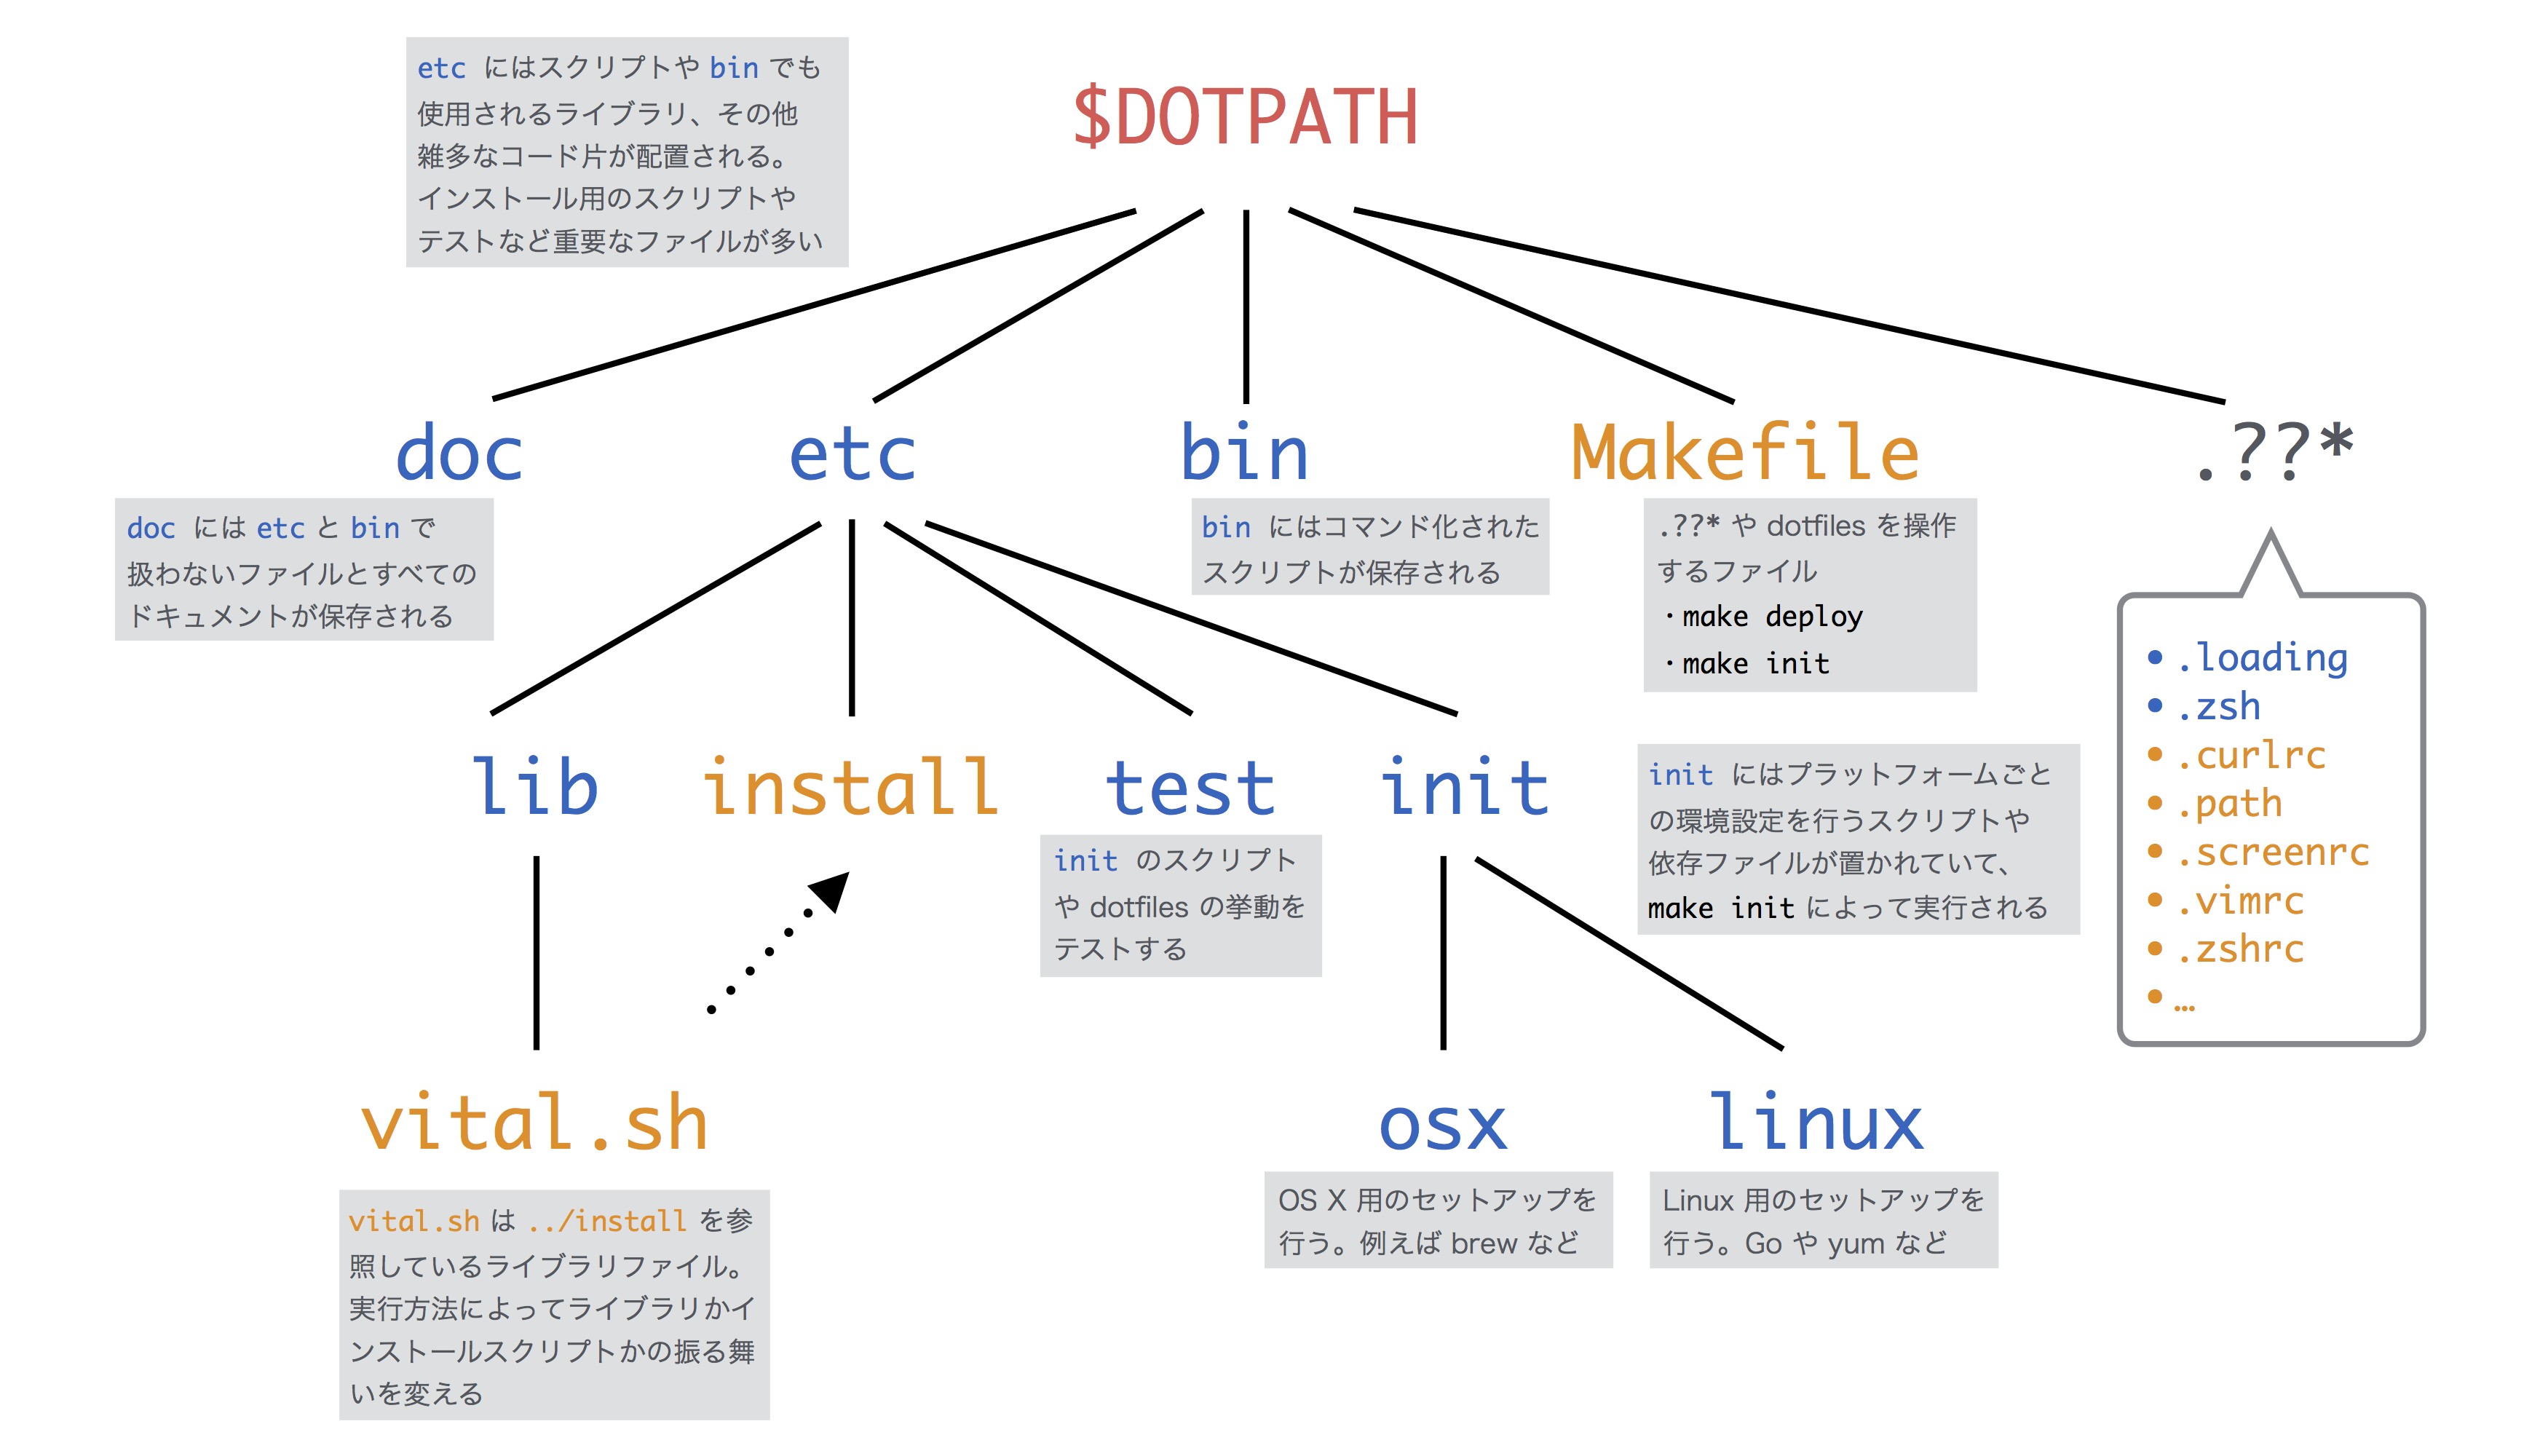 etc にはスクリプトや bin でも
使用されるライブラリ、その他
雑多なコード片が配置される。
インストール用のスクリプトや
テストなど重要なファイルが多い
$DOTPATH
doc
etc
bin
Makefile
.??*
doc には etc と bin で
扱わないファイルとすべての
ドキュメントが保存される
bin にはコマンド化された
スクリプトが保存される
.??* や dotfiles を操作
するファイル
・make deploy
・make init
• .loading
• .zsh
• .curlrc
• .path
• .screenrc
• .vimrc
• .zshrc
• …
lib
install
test
init
init のスクリプト
や dotfiles の挙動を
テストする
init にはプラットフォームごと
の環境設定を行うスクリプトや
依存ファイルが置かれていて、
make init によって実行される
vital.sh
osx
linux
vital.sh は ../install を参
照しているライブラリファイル。
実行方法によってライブラリかイ
ンストールスクリプトかの振る舞
いを変える
OS X 用のセットアップを
行う。例えば brew など
Linux 用のセットアップを
行う。Go や yum など